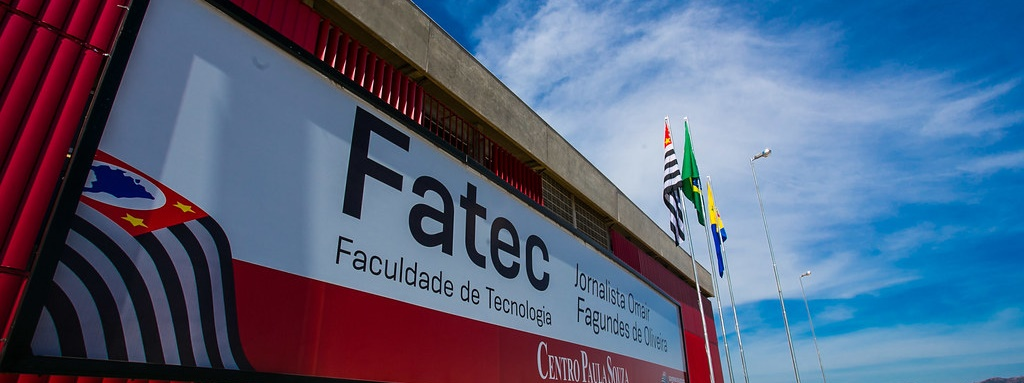 Fatec
Faculdade de Tecnologia
Jornalista Omair
Fagundes de Oliveira
CENTRO PAULA SOUZA